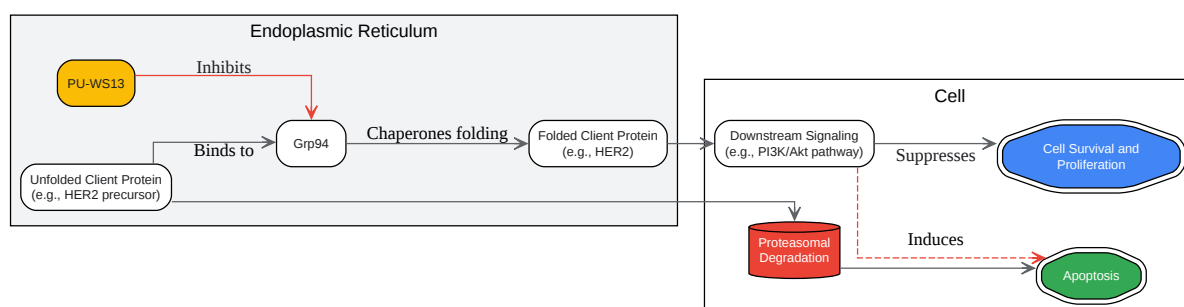 Endoplasmic Reticulum
PU-WS13
Inhibits
Grp94
Binds to
Unfolded Client Protein
(e.g., HER2 precursor)
Chaperones folding
Folded Client Protein
(e.g., HER2)
Cell
Downstream Signaling
(e.g., PI3K/Akt pathway)
Suppresses
Cell Survival and
Proliferation
Proteasomal
Degradation
Induces
Apoptosis